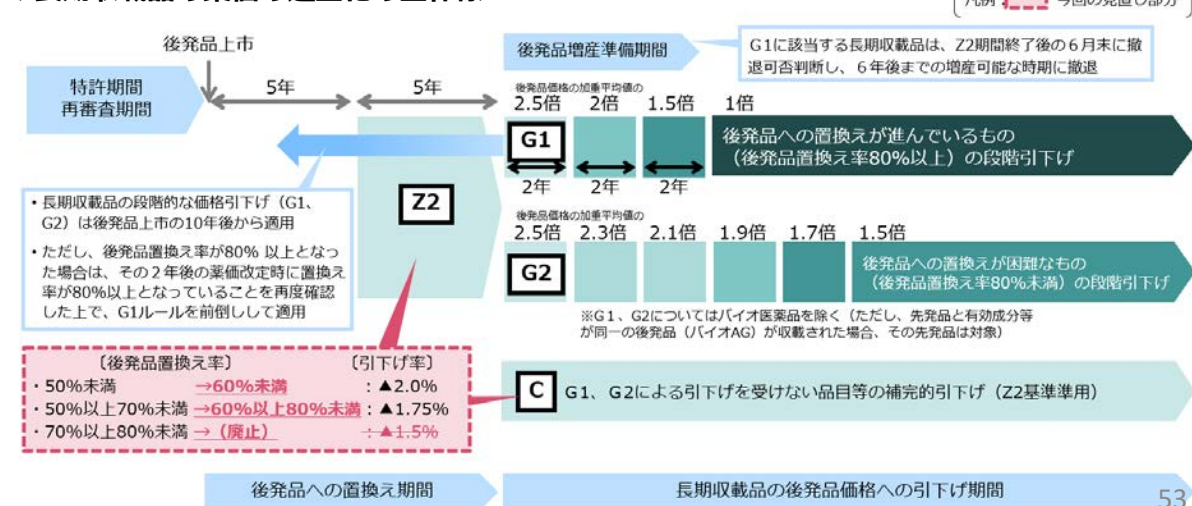 後発品上市
特許期間
再審査期間
5年
5年
後発品増産準備期間
G1に該当する長期収載品は、Z2期間終了後の6月末に撤
退可否判断し、6年後までの増産可能な時期に撤退
後発品価格の加重平均値の
2.5倍 2倍 1.5倍 1倍
G1
後発品への置換えが進んでいるもの
(後発品置換え率80%以上)の段階引下げ
2年 2年 2年
Z2
・長期収載品の段階的な価格引下げ(G1、
G2)は後発品上市の10年後から適用
・ただし、後発品置換え率が80% 以上となっ
た場合は、その2年後の薬価改定時に置換え
率が80%以上となっていることを再度確認
した上で、G1ルールを前倒しして適用
後発品価格の加重平均値の
2.5倍 2.3倍 2.1倍 1.9倍 1.7倍 1.5倍
G2
後発品への置換えが困難なもの
(後発品置換え率80%未満)の段階引下げ
※G1、G2についてはバイオ医薬品を除く(ただし、先発品と有効成分等
が同一の後発品(バイオAG)が収載された場合、その先発品は対象)
〔後発品置換え率〕 〔引下げ率〕
・50%未満 →60%未満 :▲2.0%
・50%以上70%未満 →60%以上80%未満:▲1.75%
・70%以上80%未満 →(廃止) :▲1.5%
C G1、G2による引下げを受けない品目等の補完的引下げ(Z2基準準用)
後発品への置換え期間
長期収載品の後発品価格への引下げ期間
53